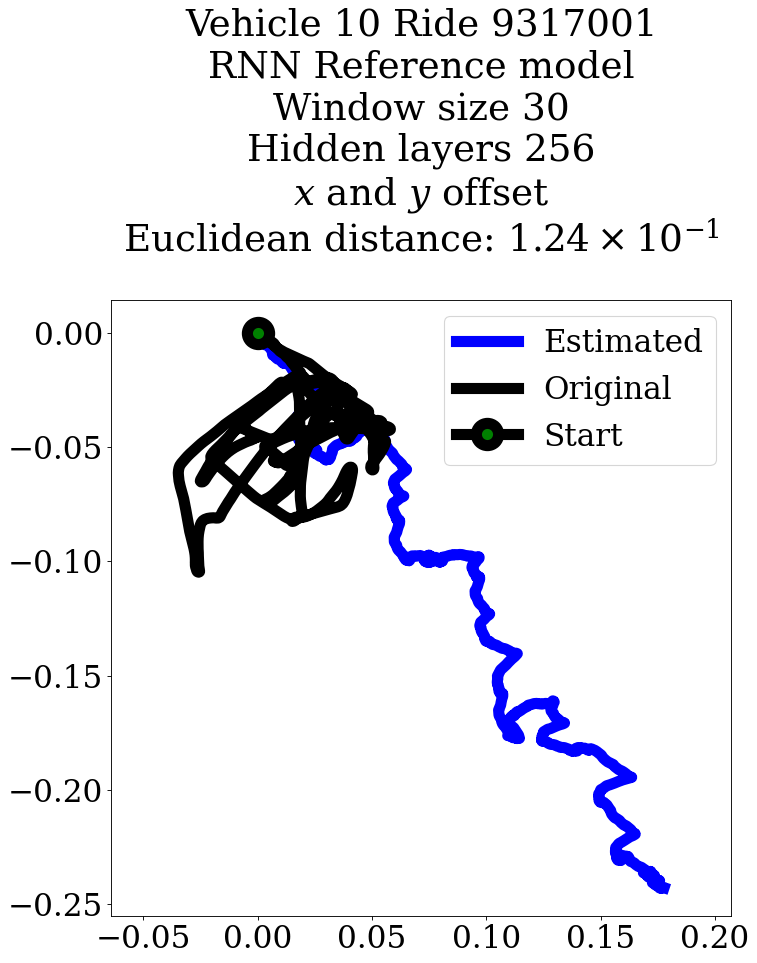 Vehicle 10 Ride 9317001
RNN Reference model
Window size 30
Hidden layers 256
x and y offset
Euclidean distance: 1.24 × 10⁻¹
Estimated
Original
Start
0.00
−0.05
−0.10
−0.15
−0.20
−0.25
−0.05 0.00 0.05 0.10 0.15 0.20